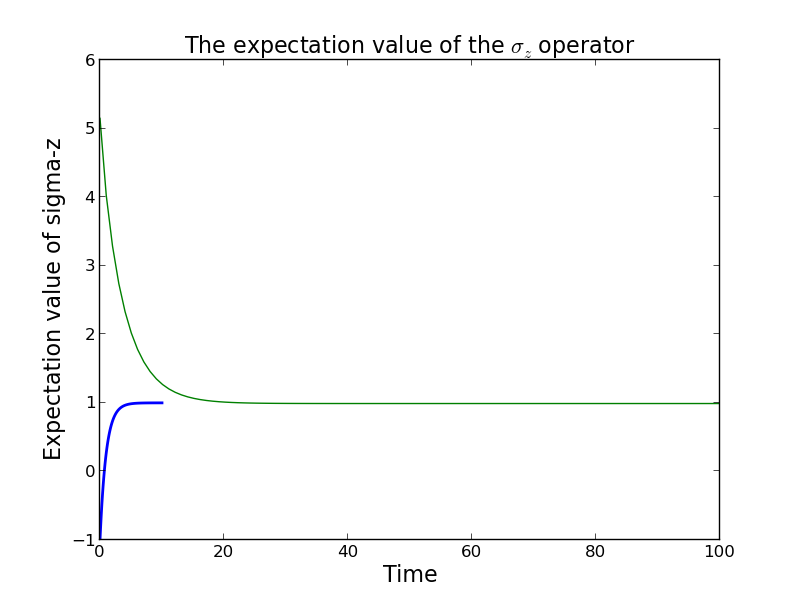 The expectation value of the σ_z operator
Expectation value of sigma-z
6
5
4
3
2
1
0
−1
0 20 40 60 80 100
Time